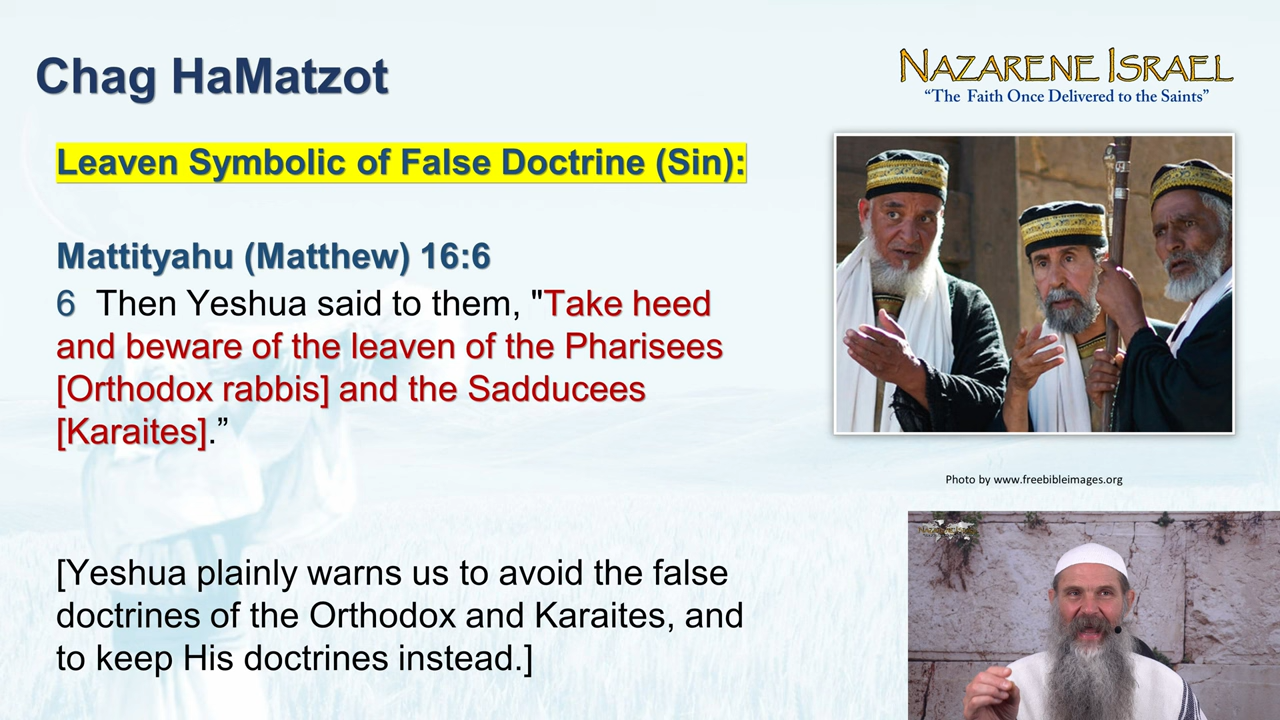 Chag HaMatzot
NAZARENE ISRAEL
“The Faith Once Delivered to the Saints”
Leaven Symbolic of False Doctrine (Sin):
Mattityahu (Matthew) 16:6
6 Then Yeshua said to them, "Take heed
and beware of the leaven of the Pharisees
[Orthodox rabbis] and the Sadducees
[Karaites].”
Photo by www.freebibleimages.org
[Yeshua plainly warns us to avoid the false
doctrines of the Orthodox and Karaites, and
to keep His doctrines instead.]